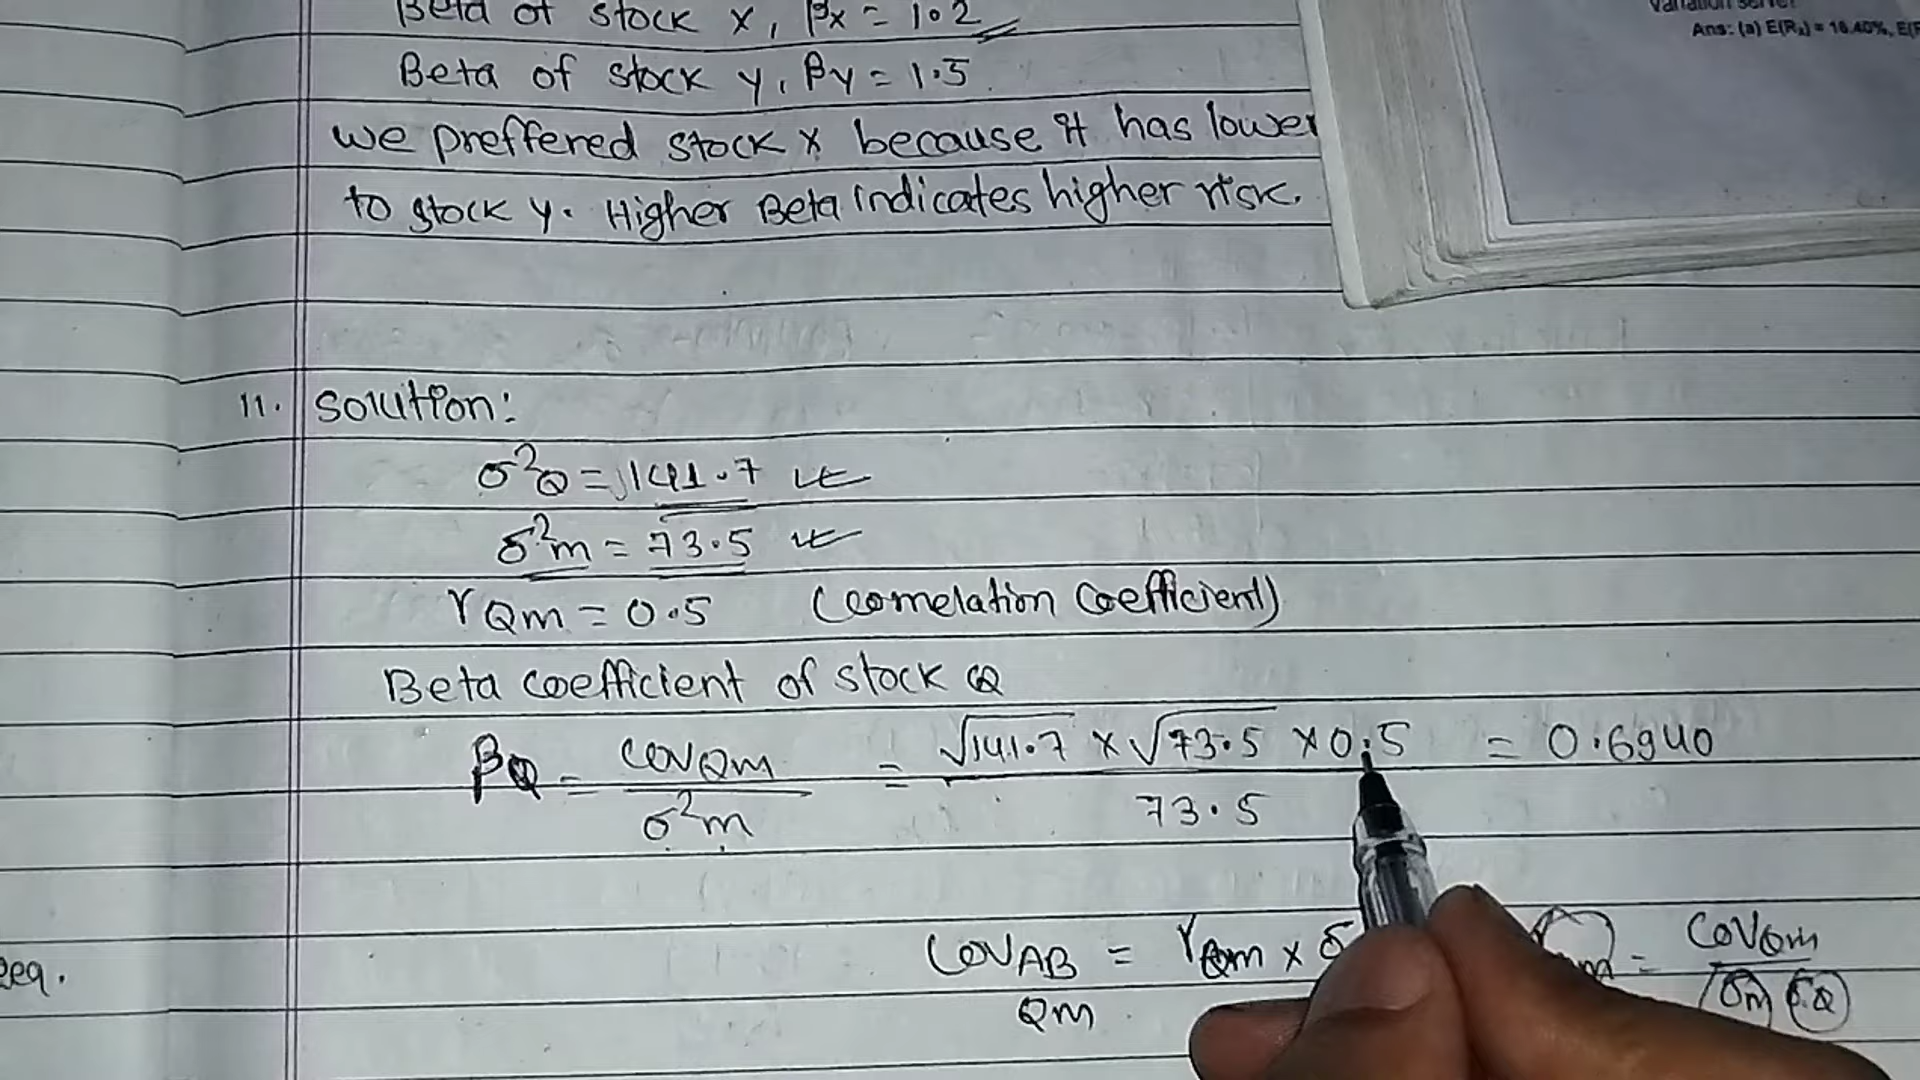 Beta of stock x, βx = 1.2
Ans: (a) E(Rₐ) = 16.40%,
Beta of stock y, βy = 1.5
we preffered stock x because it has lower
to stock y. Higher Beta indicates higher risk.
11. Solution:
σ²Q = 141.7
σ²m = 73.5
rQm = 0.5 (correlation coefficient)
Beta coefficient of stock Q
βQ = CovQm / σ²m = √141.7 × √73.5 × 0.5 / 73.5 = 0.6940
CovAB = rQm × σ = CovQm / σm σQ
Qm